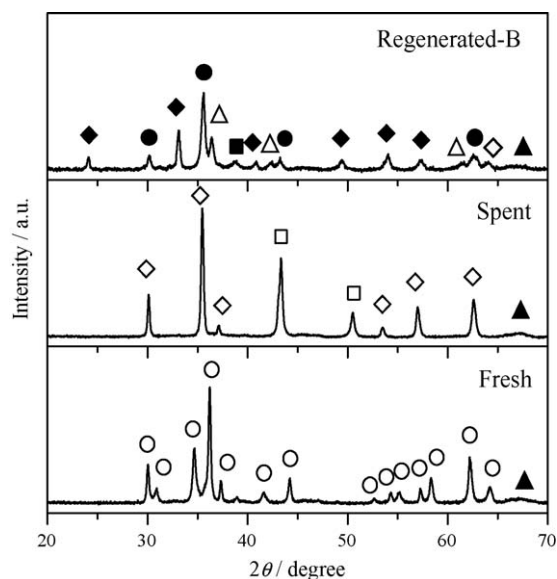 Regenerated-B
Spent
Fresh
Intensity / a.u.
20 30 40 50 60 70
2θ / degree